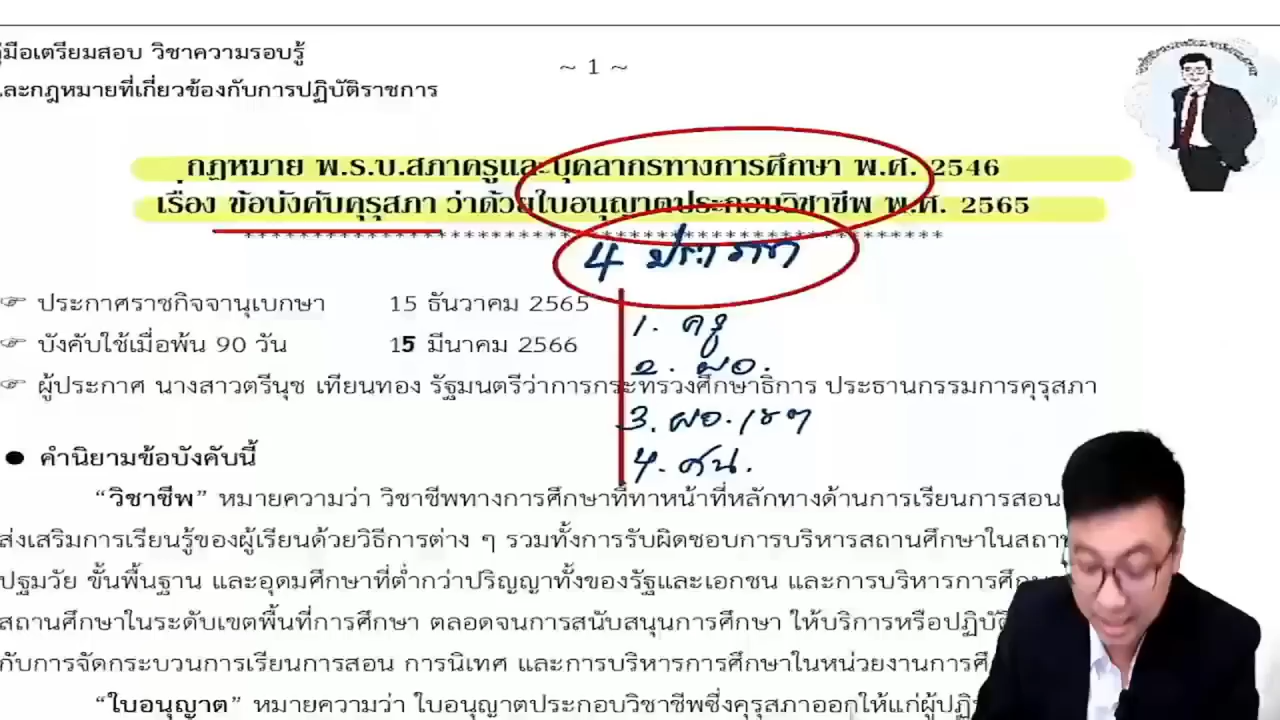 คู่มือเตรียมสอบ วิชาความรอบรู้
และกฎหมายที่เกี่ยวข้องกับการปฏิบัติราชการ
~ 1 ~
กฎหมาย พ.ร.บ.สภาครูและบุคลากรทางการศึกษา พ.ศ. 2546
เรื่อง ข้อบังคับคุรุสภา ว่าด้วยใบอนุญาตประกอบวิชาชีพ พ.ศ. 2565
4 ประเภท
☞ ประกาศราชกิจจานุเบกษา 15 ธันวาคม 2565
1. ครู
☞ บังคับใช้เมื่อพ้น 90 วัน 15 มีนาคม 2566
2. ผอ.
☞ ผู้ประกาศ นางสาวตรีนุช เทียนทอง รัฐมนตรีว่าการกระทรวงศึกษาธิการ ประธานกรรมการคุรุสภา
3. ผอ.เขตฯ
4. ศน.
● คำนิยามข้อบังคับนี้
"วิชาชีพ" หมายความว่า วิชาชีพทางการศึกษาที่ทำหน้าที่หลักทางด้านการเรียนการสอน
ส่งเสริมการเรียนรู้ของผู้เรียนด้วยวิธีการต่าง ๆ รวมทั้งการรับผิดชอบการบริหารสถานศึกษาใน
ปฐมวัย ขั้นพื้นฐาน และอุดมศึกษาที่ต่ำกว่าปริญญาทั้งของรัฐและเอกชน และการบริหารการ
สถานศึกษาในระดับเขตพื้นที่การศึกษา ตลอดจนการสนับสนุนการศึกษา ให้บริการหรือ
กับการจัดกระบวนการเรียนการสอน การนิเทศ และการบริหารการศึกษาในหน่วยงาน
"ใบอนุญาต" หมายความว่า ใบอนุญาตประกอบวิชาชีพซึ่งคุรุสภาออกให้แก่